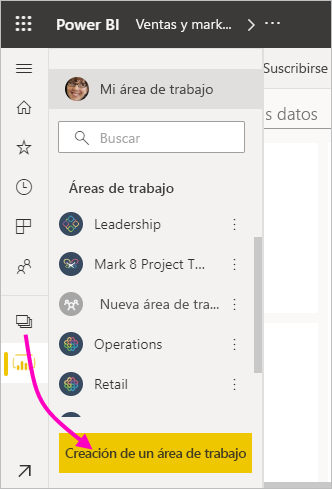 Power BI Ventas y mark...
Suscribirse
Mi área de trabajo
s datos
Buscar
Áreas de trabajo
Leadership
Mark 8 Project T...
Nueva área de tra...
Operations
Retail
Creación de un área de trabajo